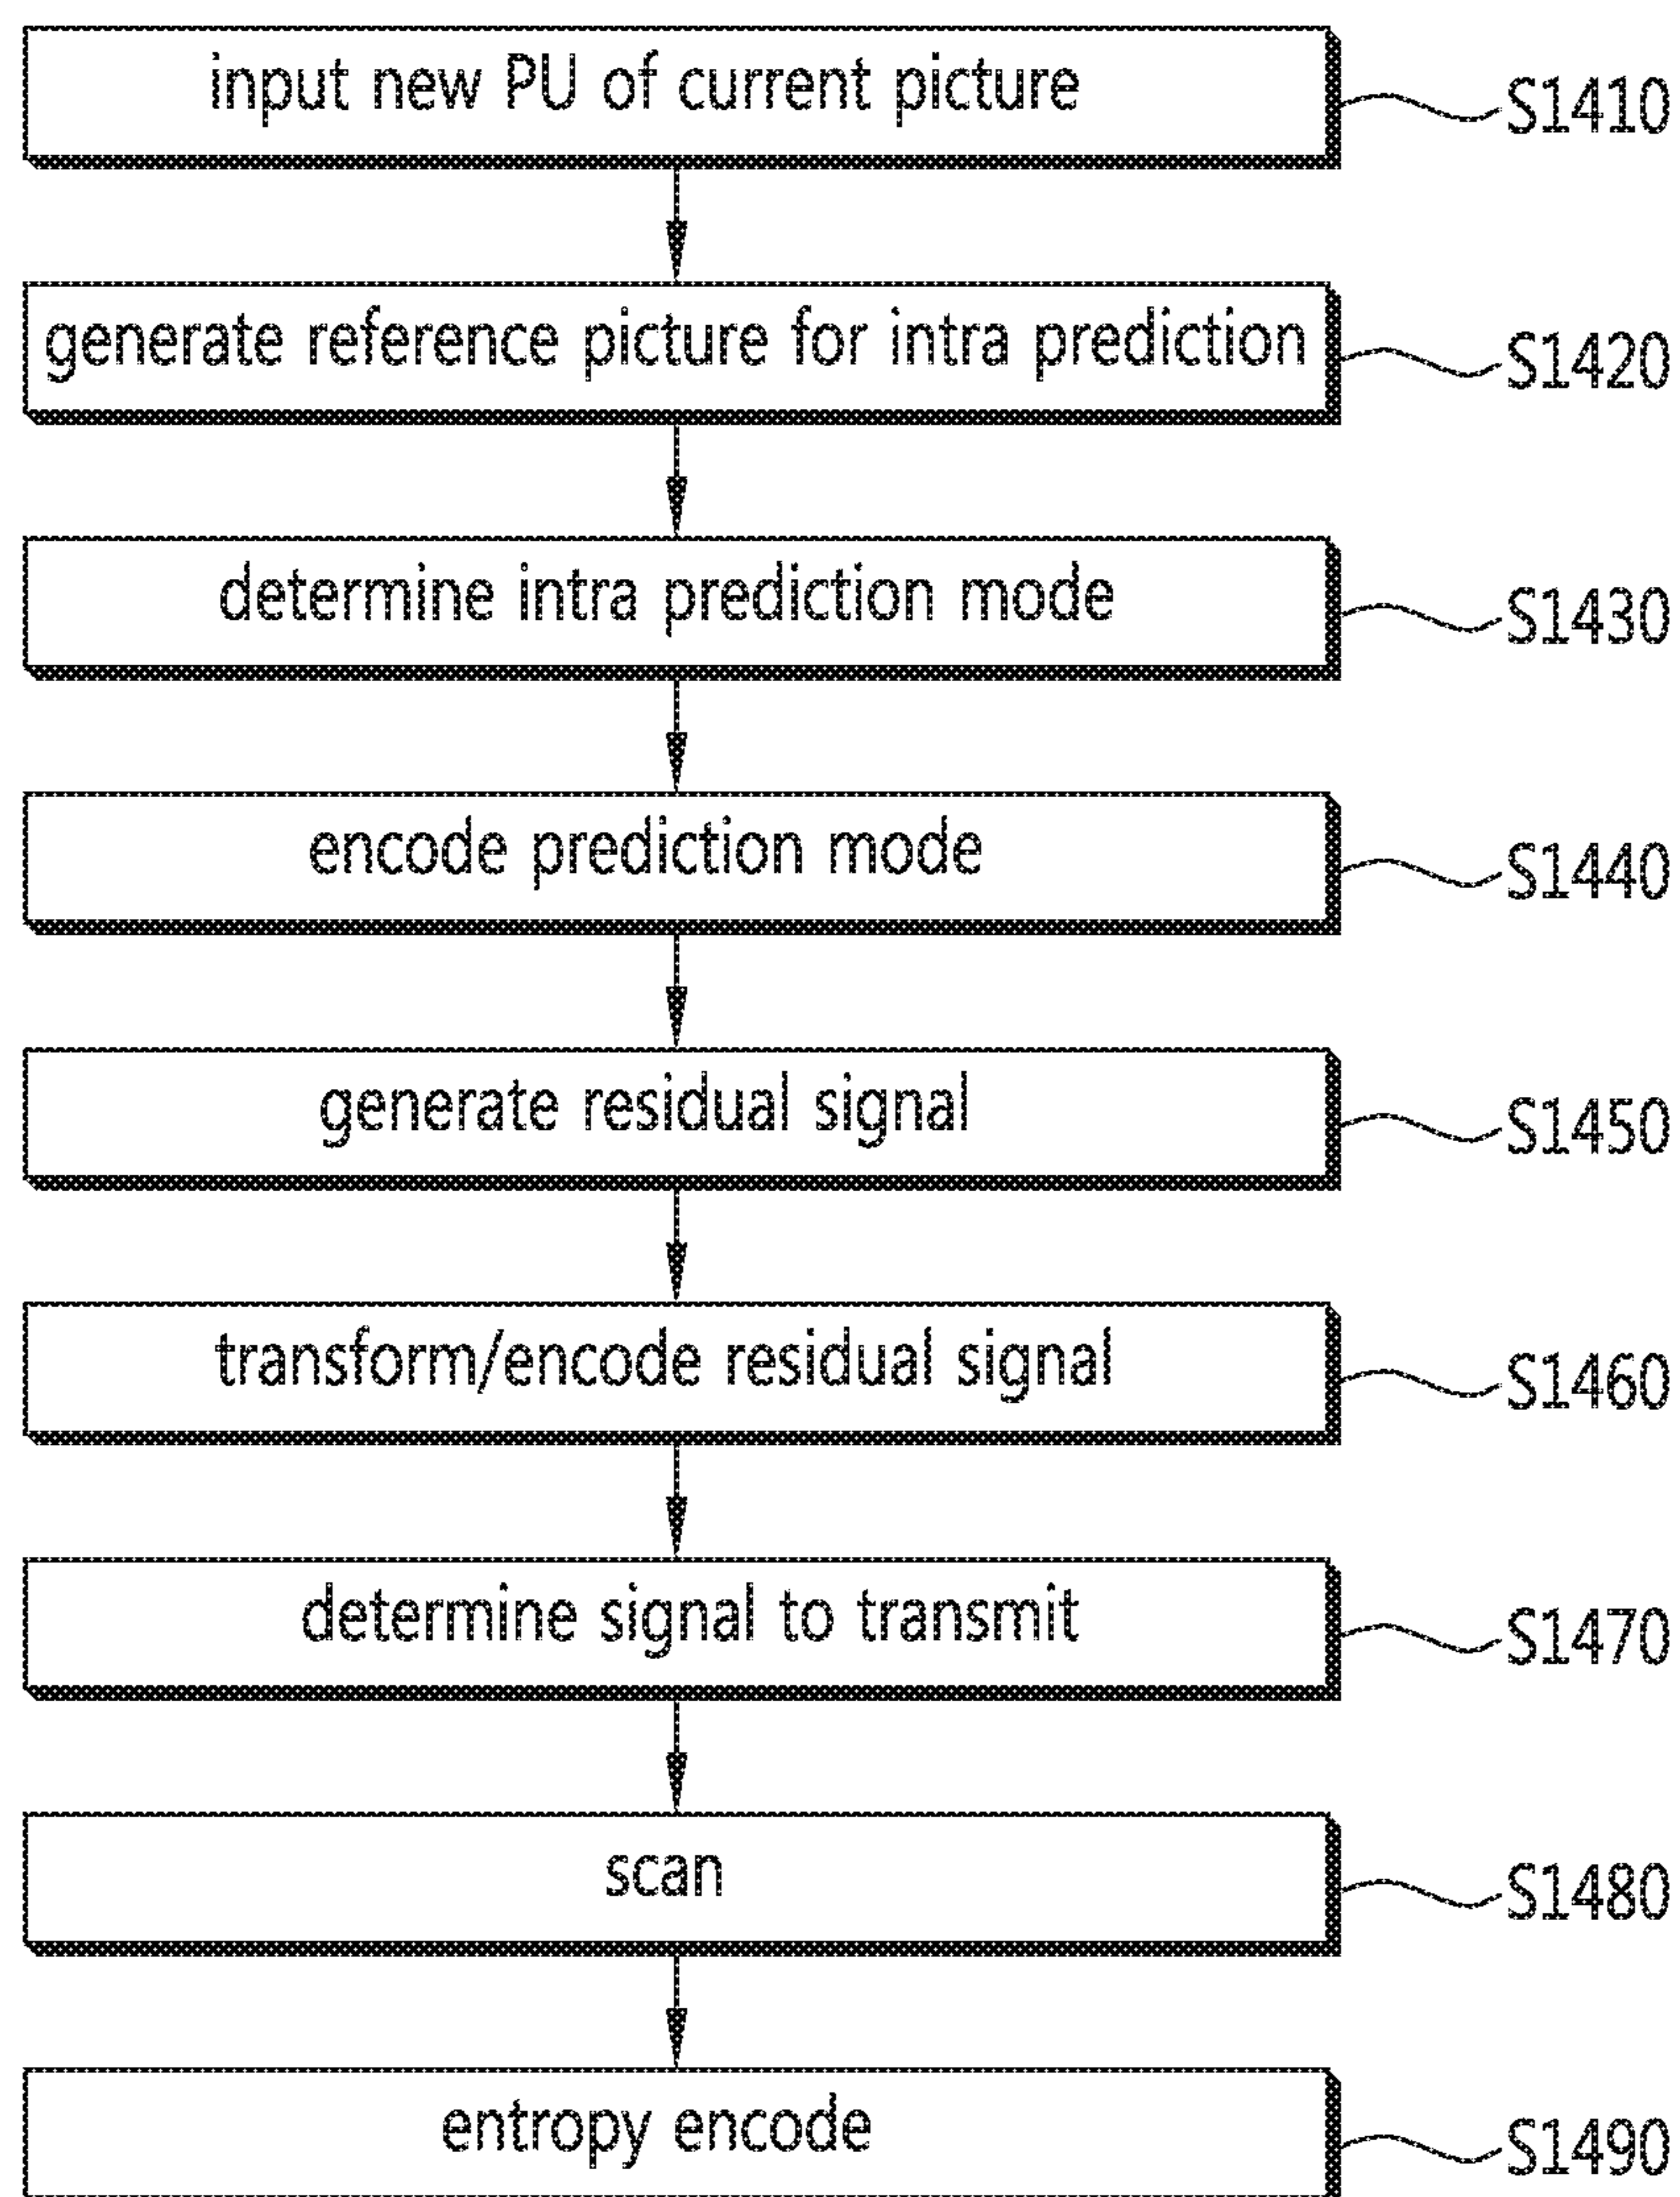 input new PU of current picture
S1410
generate reference picture for intra prediction
S1420
determine intra prediction mode
S1430
encode prediction mode
S1440
generate residual signal
S1450
transform/encode residual signal
S1460
determine signal to transmit
S1470
scan
S1480
entropy encode
S1490